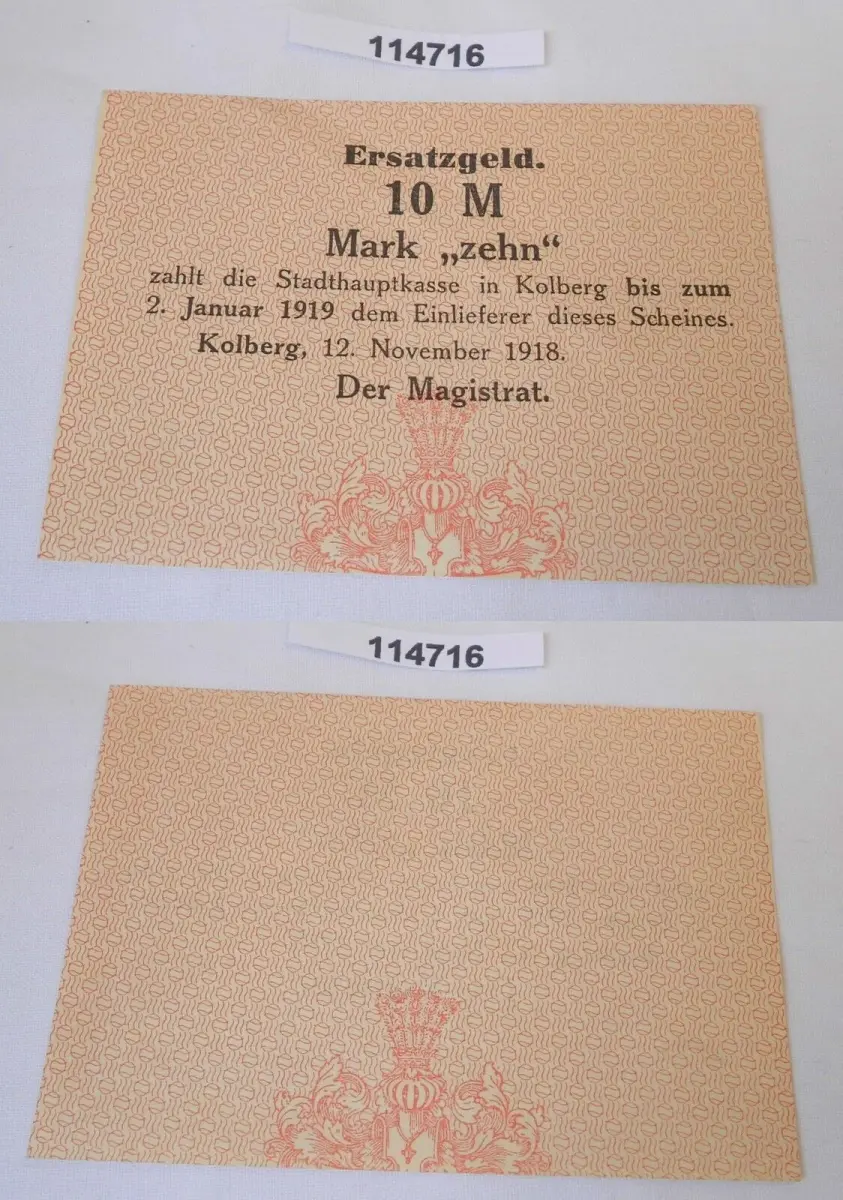 114716
Ersatzgeld.
10 M
Mark „zehn“
zahlt die Stadthauptkasse in Kolberg bis zum
2. Januar 1919 dem Einlieferer dieses Scheines.
Kolberg, 12. November 1918.
Der Magistrat.
114716